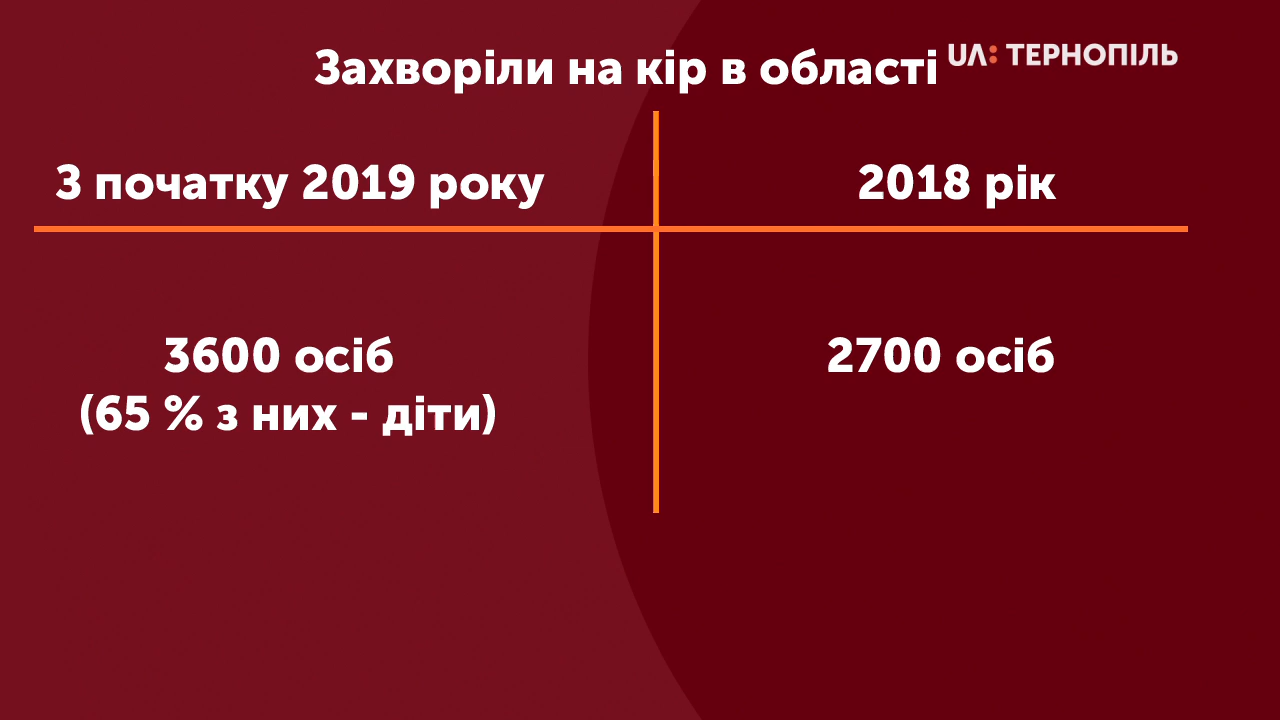 Захворіли на кір в області
UA: ТЕРНОПІЛЬ
З початку 2019 року
2018 рік
3600 осіб
(65 % з них - діти)
2700 осіб